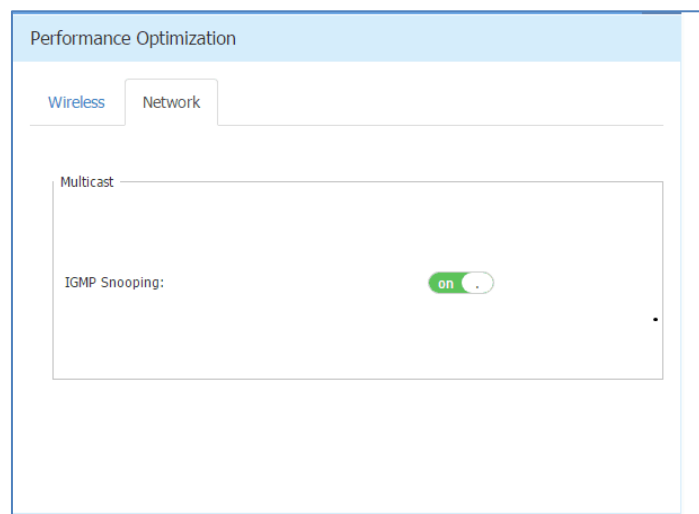 Performance Optimization
Wireless Network
Multicast
IGMP Snooping: on .